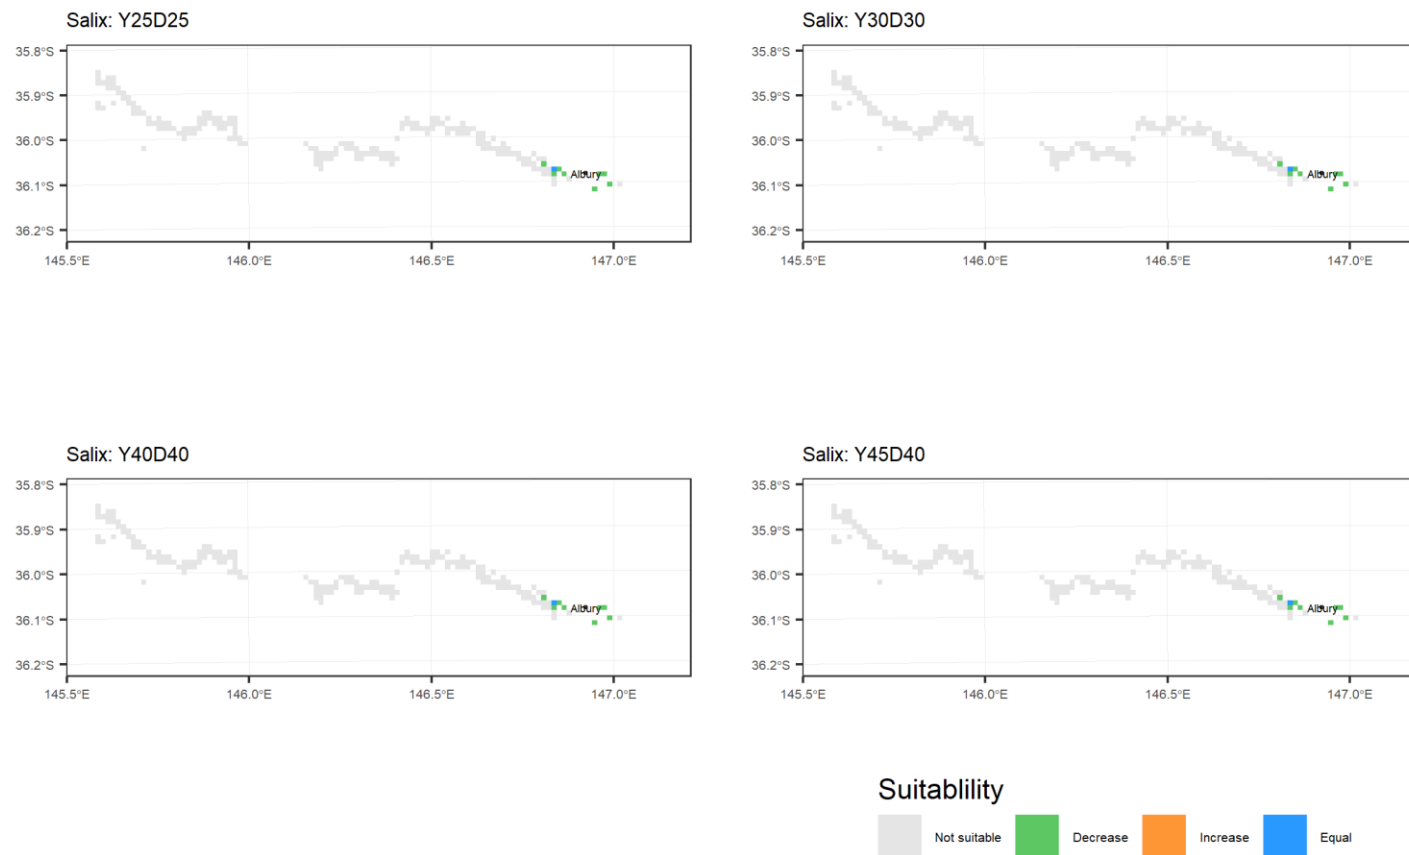 Salix: Y25D25
Salix: Y30D30
35.8°S
35.9°S
36.0°S
36.1°S
36.2°S
Albury
145.5°E 146.0°E 146.5°E 147.0°E
35.8°S
35.9°S
36.0°S
36.1°S
36.2°S
Albury
145.5°E 146.0°E 146.5°E 147.0°E
Salix: Y40D40
Salix: Y45D40
35.8°S
35.9°S
36.0°S
36.1°S
36.2°S
Albury
145.5°E 146.0°E 146.5°E 147.0°E
35.8°S
35.9°S
36.0°S
36.1°S
36.2°S
Albury
145.5°E 146.0°E 146.5°E 147.0°E
Suitablility
Not suitable Decrease Increase Equal